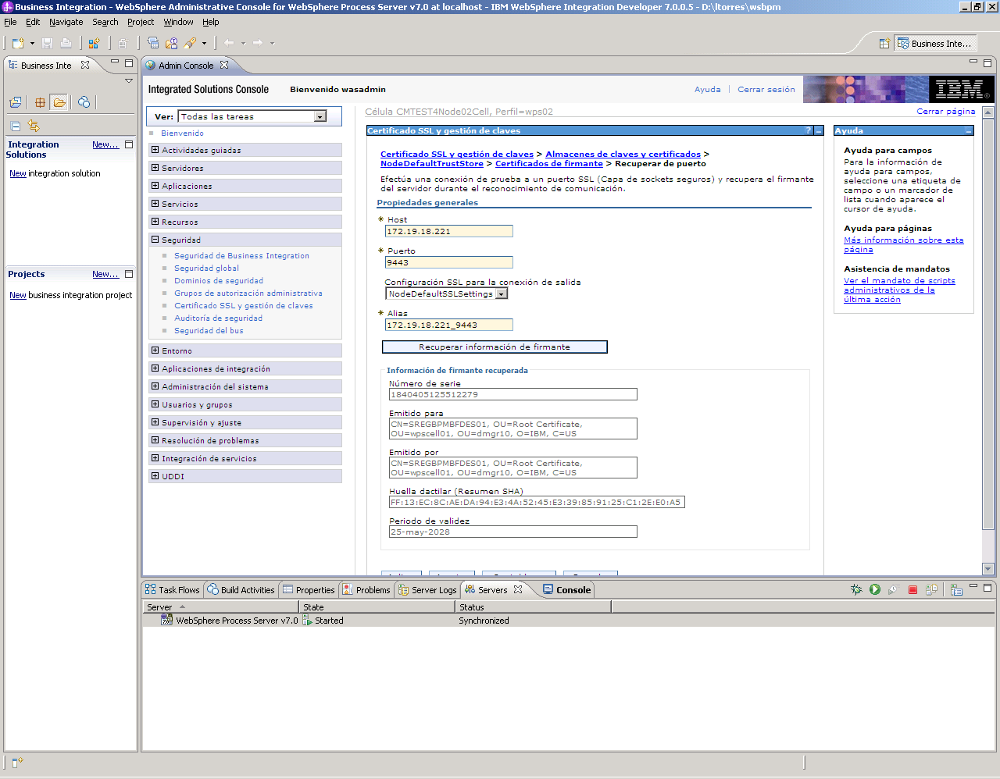 Business Integration - WebSphere Administrative Console for WebSphere Process Server v7.0 at localhost - IBM WebSphere Integration Developer 7.0.0.5 - D:\ltorres\wsbpm
File Edit Navigate Search Project Window Help
Business Inte...
Business Inte
Integration Solutions
New...
New integration solution
Projects
New...
New business integration project
Admin Console
Integrated Solutions Console
Bienvenido wasadmin
Ayuda | Cerrar sesión
IBM
Ver: Todas las tareas
Bienvenido
Actividades guiadas
Servidores
Aplicaciones
Servicios
Recursos
Seguridad
Seguridad de Business Integration
Seguridad global
Dominios de seguridad
Grupos de autorización administrativa
Certificado SSL y gestión de claves
Auditoría de seguridad
Seguridad del bus
Entorno
Aplicaciones de integración
Administración del sistema
Usuarios y grupos
Supervisión y ajuste
Resolución de problemas
Integración de servicios
UDDI
Célula CMTEST4Node02Cell, Perfil=wps02
Cerrar página
Certificado SSL y gestión de claves
?
Certificado SSL y gestión de claves > Almacenes de claves y certificados >
NodeDefaultTrustStore > Certificados de firmante > Recuperar de puerto
Efectúa una conexión de prueba a un puerto SSL (Capa de sockets seguros) y recupera el firmante
del servidor durante el reconocimiento de comunicación.
Propiedades generales
* Host
172.19.18.221
* Puerto
9443
Configuración SSL para la conexión de salida
NodeDefaultSSLSettings
* Alias
172.19.18.221_9443
Recuperar información de firmante
Información de firmante recuperada
Número de serie
1840405125512279
Emitido para
CN=SREGBPMBFDES01, OU=Root Certificate,
OU=wpscell01, OU=dmgr10, O=IBM, C=US
Emitido por
CN=SREGBPMBFDES01, OU=Root Certificate,
OU=wpscell01, OU=dmgr10, O=IBM, C=US
Huella dactilar (Resumen SHA)
FF:13:EC:8C:AE:DA:94:E3:4A:52:45:E3:39:85:91:25:C1:2E:E0:A5
Periodo de validez
25-may-2028
Ayuda
Ayuda para campos
Para la información de
ayuda para campos,
seleccione una etiqueta de
campo o un marcador de
lista cuando aparece el
cursor de ayuda.
Ayuda para páginas
Más información sobre esta
página
Asistencia de mandatos
Ver el mandato de scripts
administrativos de la
última acción
Task Flows Build Activities Properties Problems Server Logs Servers Console
Server State Status
WebSphere Process Server v7.0 Started Synchronized